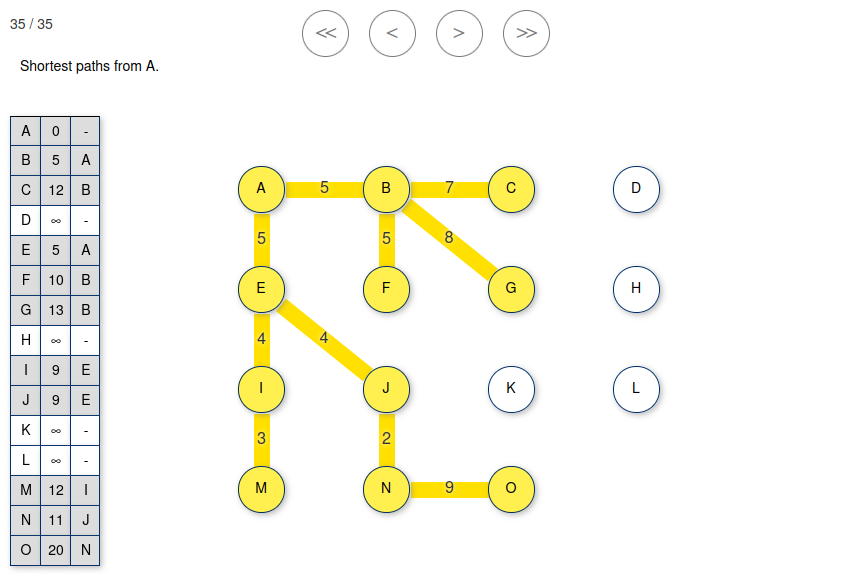 35 / 35
<< < > >>
Shortest paths from A.
A 0 -
B 5 A
C 12 B
D ∞ -
E 5 A
F 10 B
G 13 B
H ∞ -
I 9 E
J 9 E
K ∞ -
L ∞ -
M 12 I
N 11 J
O 20 N
A 5 B 7 C D
5 5 8
E F G H
4 4
I J K L
3 2
M N 9 O